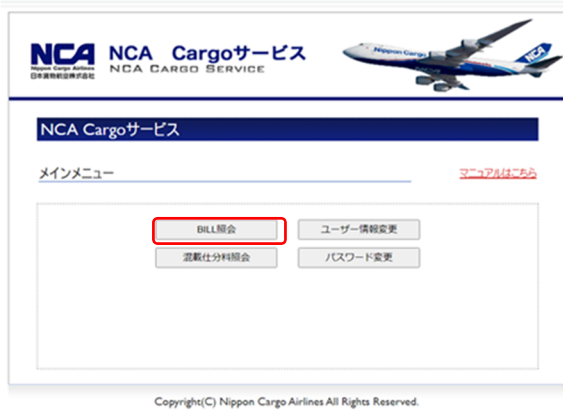 NCA
Nippon Cargo Airlines
日本貨物航空株式会社
NCA Cargoサービス
NCA CARGO SERVICE
Nippon Cargo
NCA
NCA Cargoサービス
メインメニュー
マニュアルはこちら
BILL照会
ユーザー情報変更
混載仕分料照会
パスワード変更
Copyright(C) Nippon Cargo Airlines All Rights Reserved.